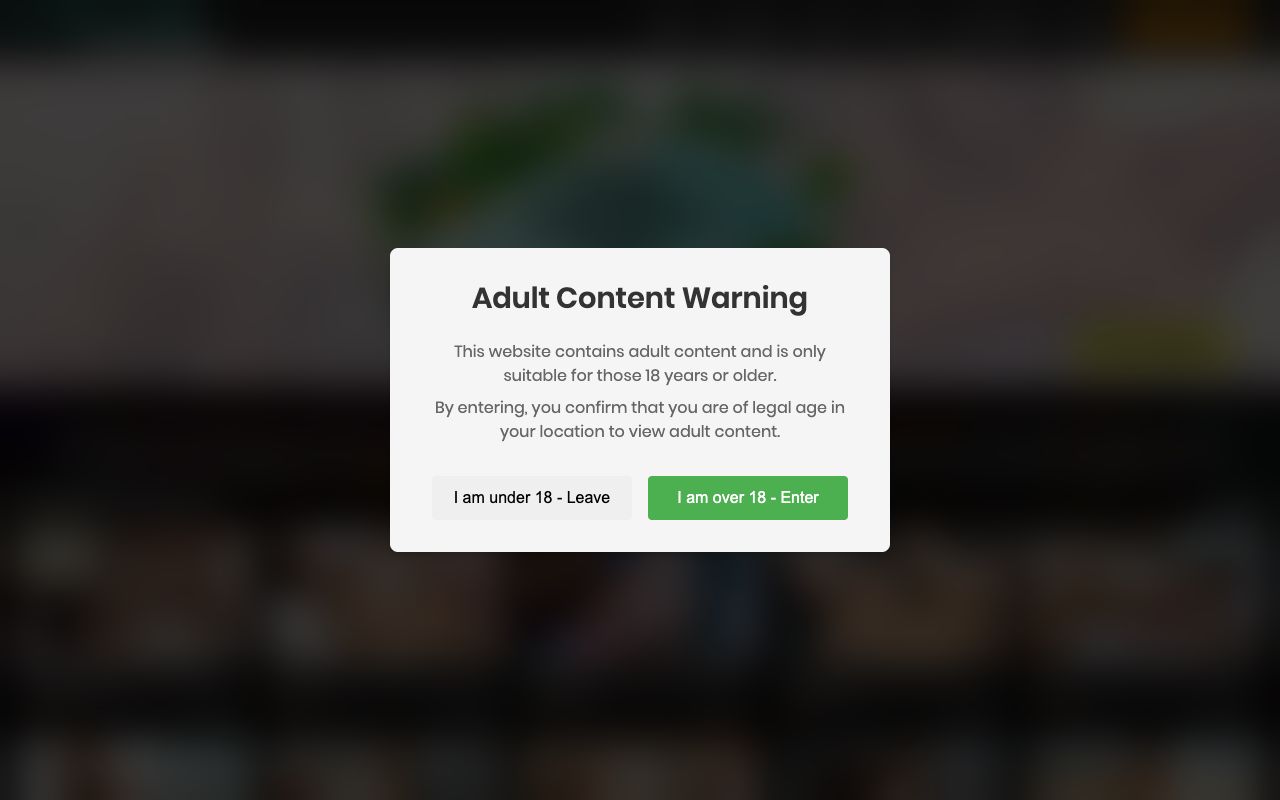 Adult Content Warning
This website contains adult content and is only
suitable for those 18 years or older.
By entering, you confirm that you are of legal age in
your location to view adult content.
I am under 18 - Leave
I am over 18 - Enter